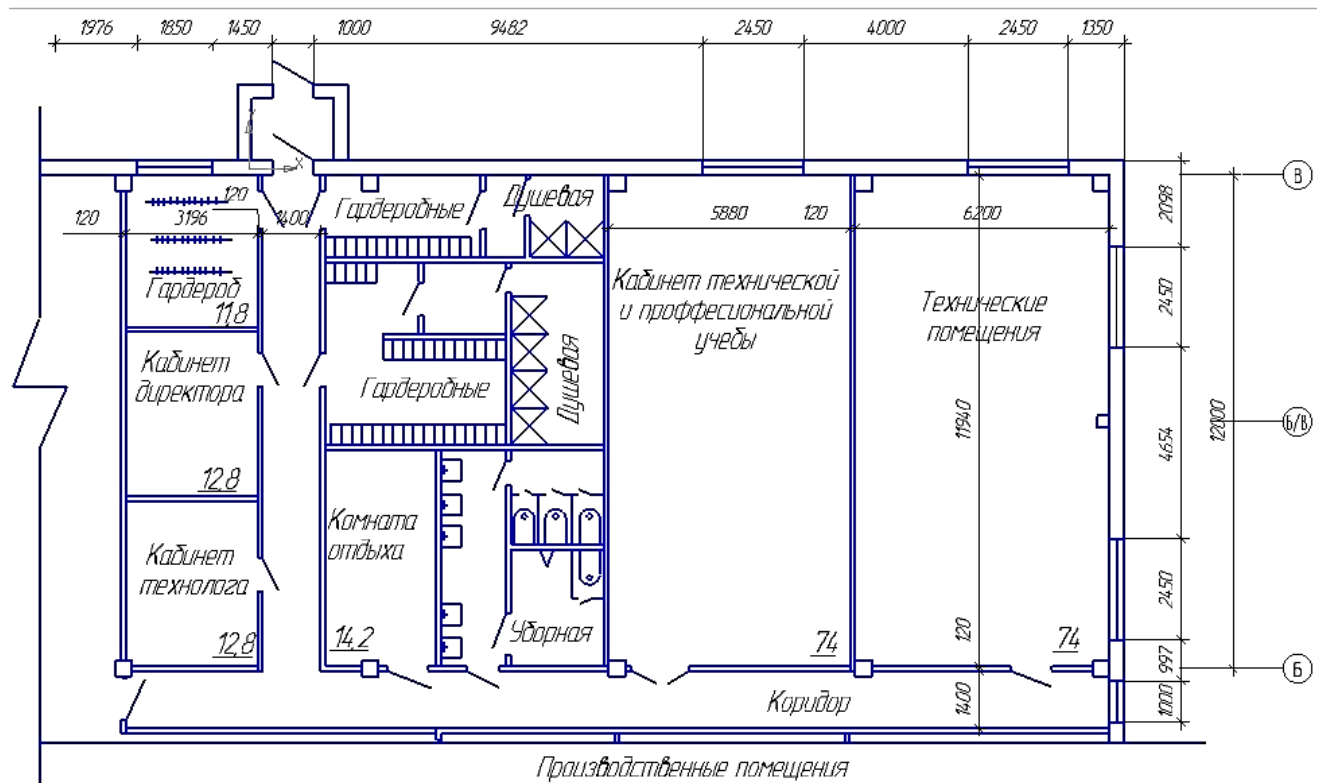 1976 1850 1450 1000 9482 2450 4000 2450 1350
Y
X
В
120
Гардеробные
Душевая
2098
120 3196 1400 5880 120 6200
Кабинет технической
и проффесиональной
учебы
Технические
помещения
Гардероб
11,8
2450
Кабинет
директора
Гардеробные
Душевая
11940
4654
12000
Б/В
12,8
Комната
отдыха
Кабинет
технолога
2450
12,8
14,2
Уборная
74
120
74
997
Б
Коридор
1400
1000
Производственные помещения